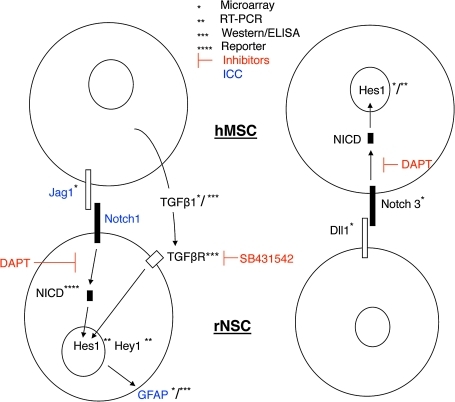 * Microarray
** RT-PCR
*** Western/ELISA
**** Reporter
Inhibitors
ICC
hMSC
Hes1 */**
NICD
DAPT
Notch 3*
Dll1*
Jag1*
Notch1
TGFβ1*/ ***
TGFβR***
SB431542
DAPT
NICD****
Hes1 ** Hey1 **
rNSC
GFAP */***